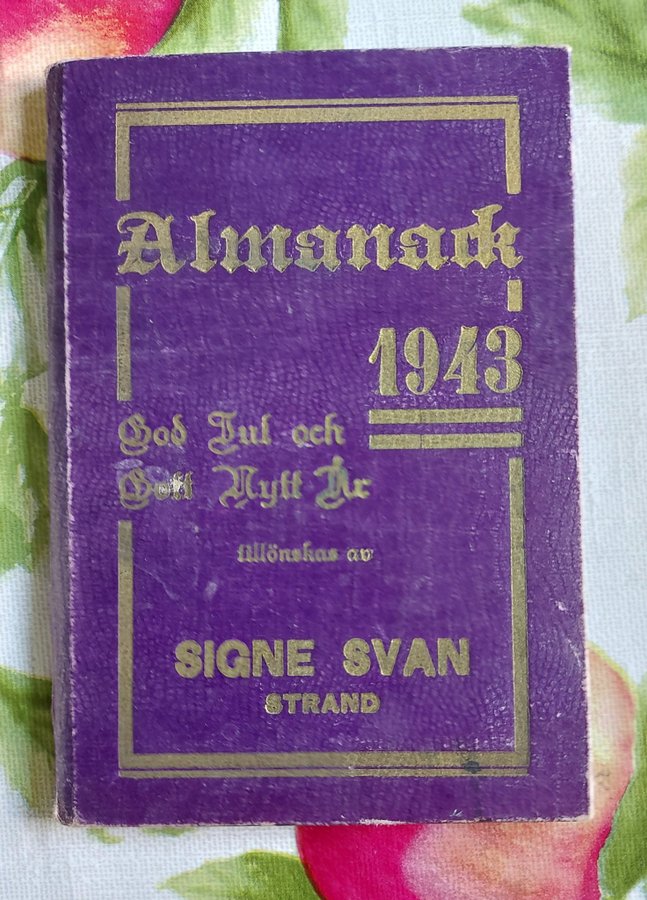 Almanack
1943
God Jul och
Gott Nytt År
tillönskas av
SIGNE SVAN
STRAND